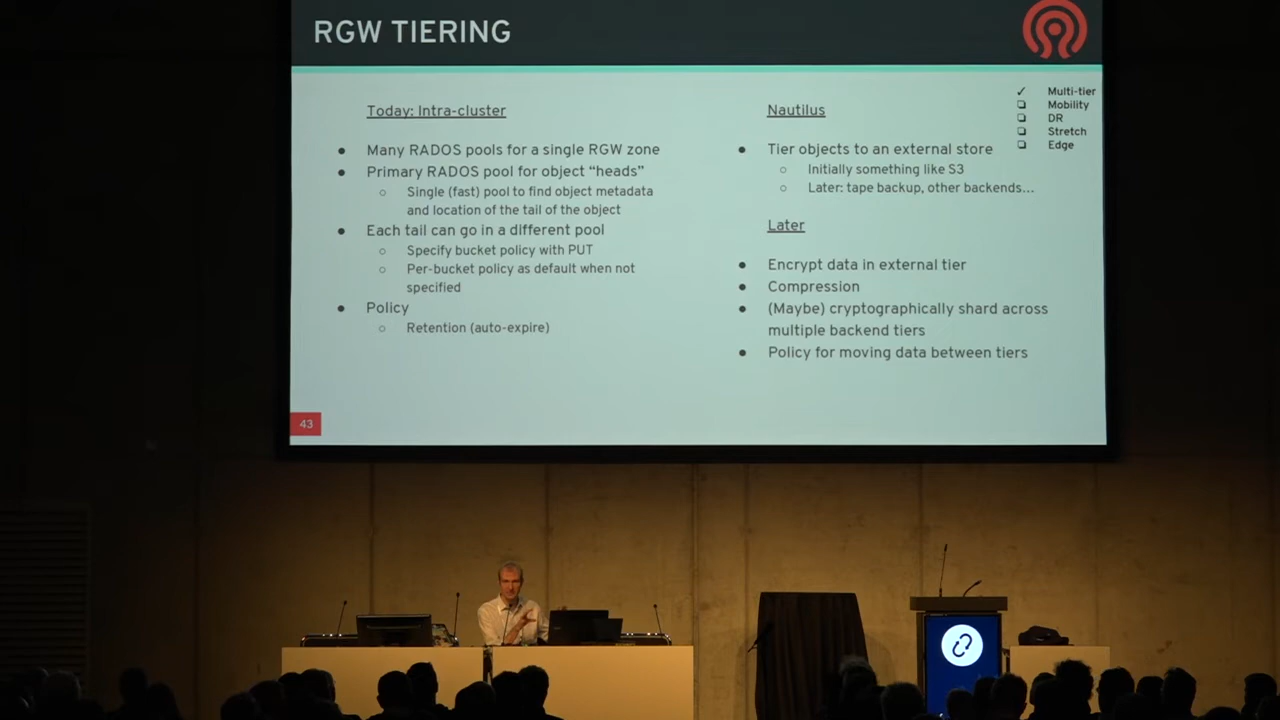 RGW TIERING
Today: Intra-cluster
● Many RADOS pools for a single RGW zone
● Primary RADOS pool for object “heads”
○ Single (fast) pool to find object metadata
and location of the tail of the object
● Each tail can go in a different pool
○ Specify bucket policy with PUT
○ Per-bucket policy as default when not
specified
● Policy
○ Retention (auto-expire)
Nautilus
● Tier objects to an external store
○ Initially something like S3
○ Later: tape backup, other backends…
Later
● Encrypt data in external tier
● Compression
● (Maybe) cryptographically shard across
multiple backend tiers
● Policy for moving data between tiers
✓ Multi-tier
❏ Mobility
❏ DR
❏ Stretch
❏ Edge
43